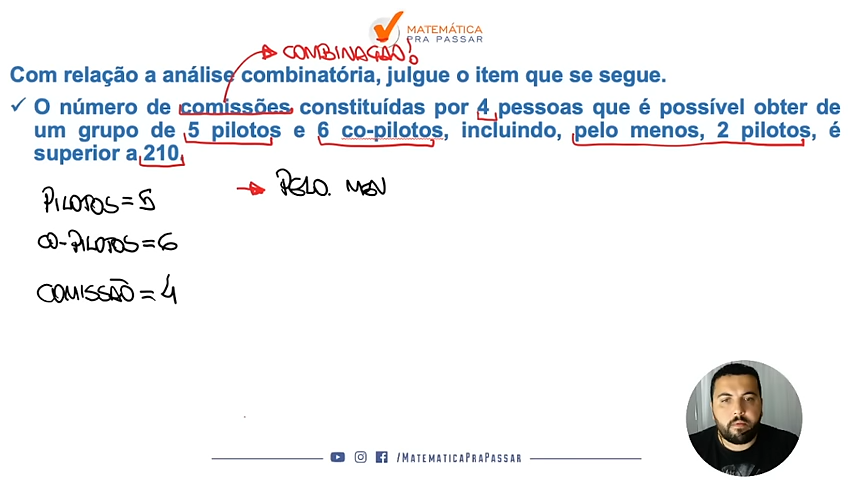 MATEMÁTICA
PRA PASSAR
COMBINAÇÃO!
Com relação a análise combinatória, julgue o item que se segue.
✓ O número de comissões constituídas por 4 pessoas que é possível obter de
um grupo de 5 pilotos e 6 co-pilotos, incluindo, pelo menos, 2 pilotos, é
superior a 210.
PILOTOS = 5
→ PELO. MEN
CO-PILOTOS = 6
COMISSÃO = 4
/MATEMATICAPRAPASSAR